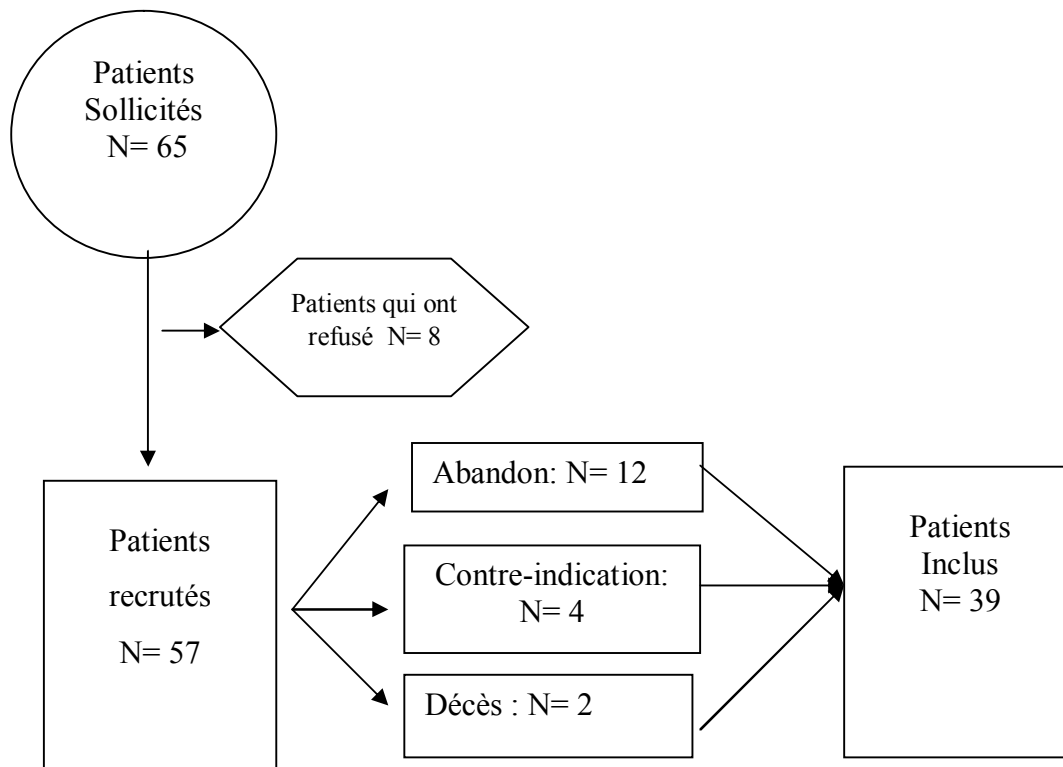 Patients
Sollicités
N= 65
Patients qui ont
refusé N= 8
Patients
recrutés
N= 57
Abandon: N= 12
Contre-indication:
N= 4
Décès : N= 2
Patients
Inclus
N= 39